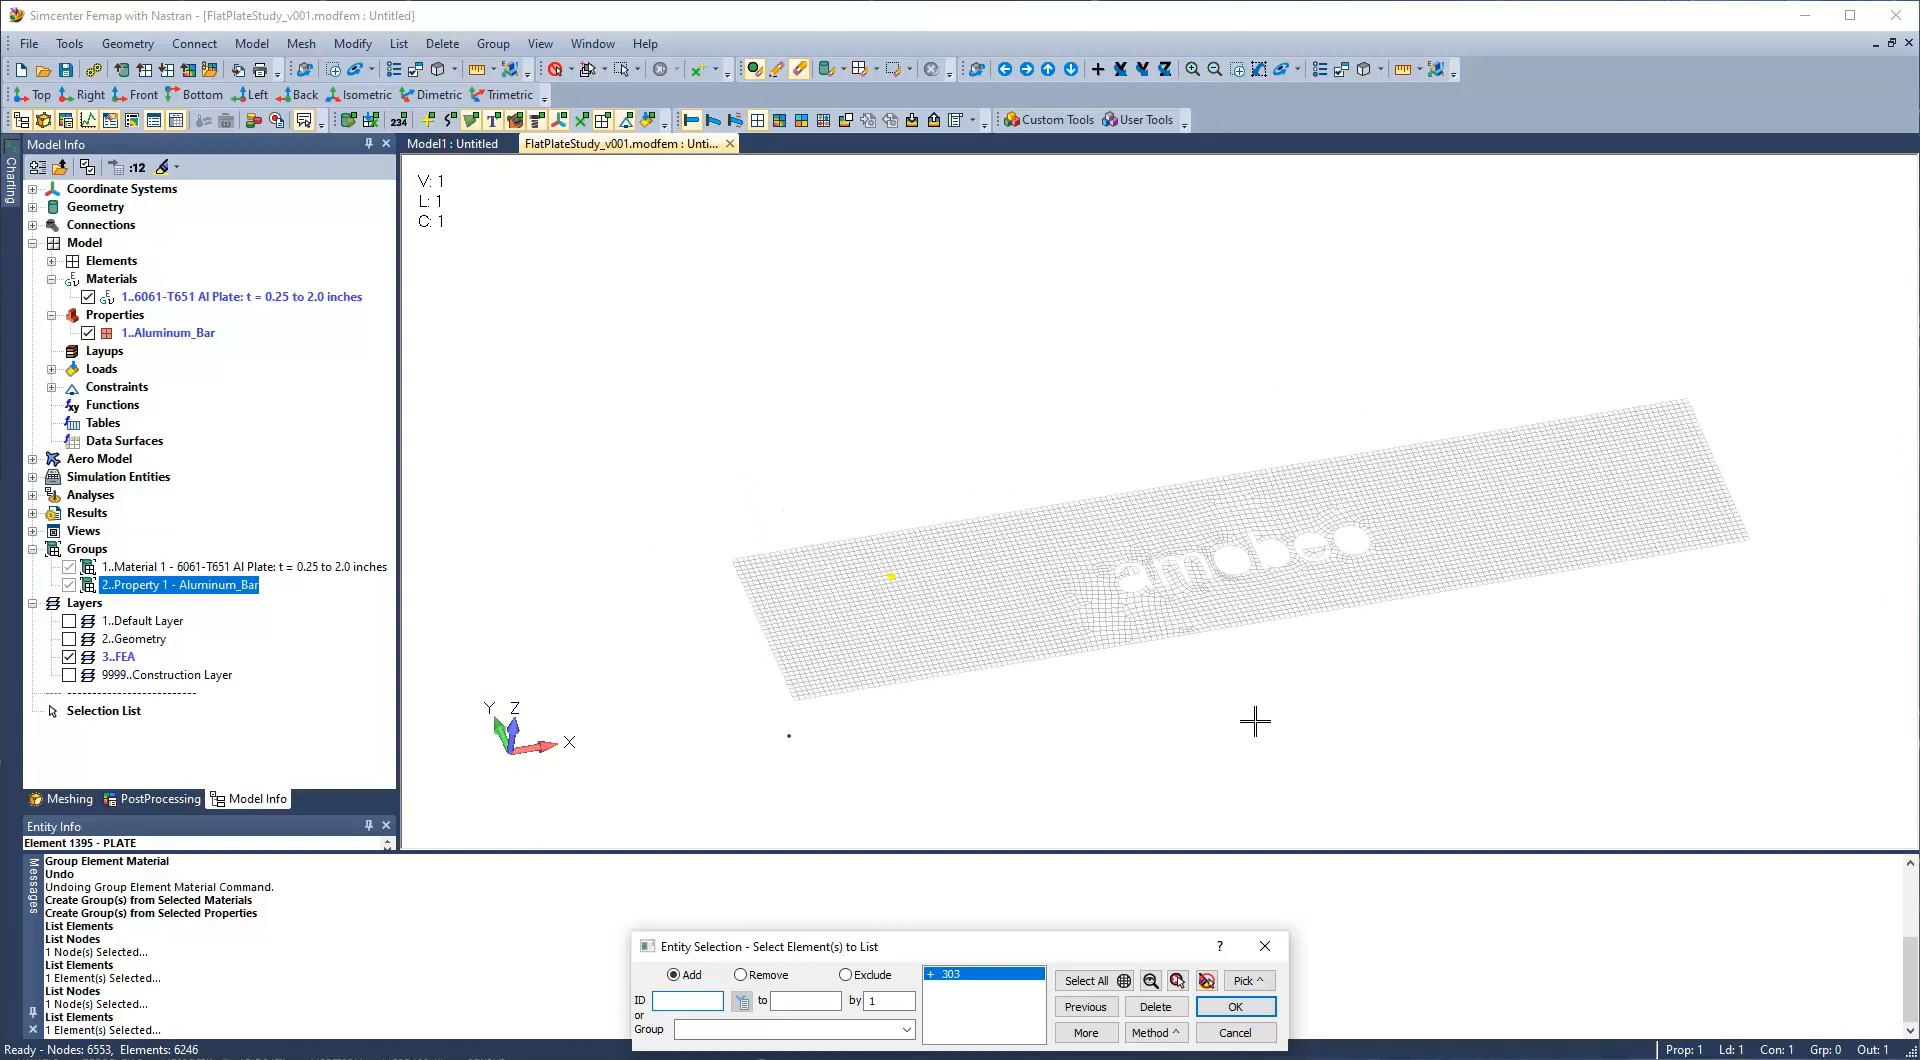 Simcenter Femap with Nastran - [FlatPlateStudy_v001.modfem : Untitled]
File Tools Geometry Connect Model Mesh Modify List Delete Group View Window Help
Top Right Front Bottom Left Back Isometric Dimetric Trimetric
234 Custom Tools User Tools
Model Info
Model1 : Untitled
FlatPlateStudy_v001.modfem : Unti...
Charting
:12
Coordinate Systems
Geometry
Connections
Model
Elements
Materials
1..6061-T651 Al Plate: t = 0.25 to 2.0 inches
Properties
1..Aluminum_Bar
Layups
Loads
Constraints
Functions
Tables
Data Surfaces
Aero Model
Simulation Entities
Analyses
Results
Views
Groups
1..Material 1 - 6061-T651 Al Plate: t = 0.25 to 2.0 inches
2..Property 1 - Aluminum_Bar
Layers
1..Default Layer
2..Geometry
3..FEA
9999..Construction Layer
Selection List
V: 1
L: 1
C: 1
Y Z
X
Meshing PostProcessing Model Info
Entity Info
Element 1395 - PLATE
Messages
Group Element Material
Undo
Undoing Group Element Material Command.
Create Group(s) from Selected Materials
Create Group(s) from Selected Properties
List Elements
List Nodes
1 Node(s) Selected...
List Elements
1 Element(s) Selected...
List Nodes
1 Node(s) Selected...
List Elements
1 Element(s) Selected...
Entity Selection - Select Element(s) to List
?
Add Remove Exclude
+ 303
Select All Pick ^
ID to by 1
Previous Delete OK
or
Group
More Method ^ Cancel
Ready - Nodes: 6553, Elements: 6246
Prop: 1 Ld: 1 Con: 1 Grp: 0 Out: 1